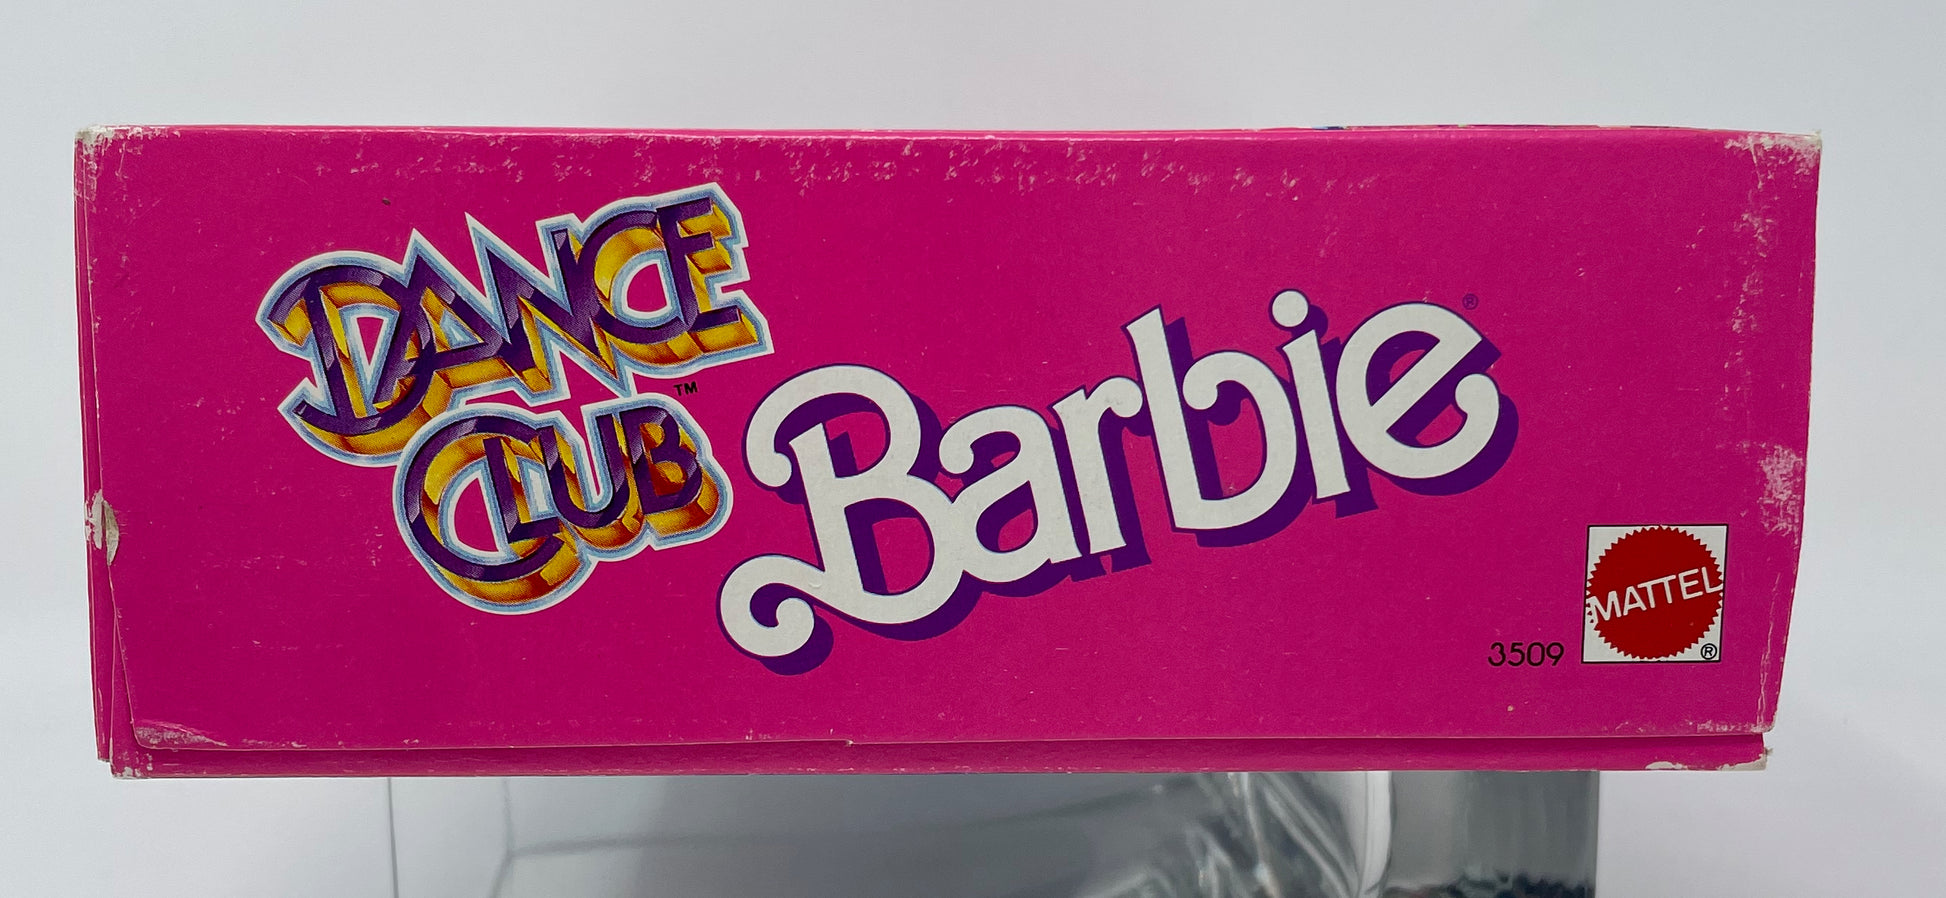 DANCE
CLUB™
Barbie®
3509
MATTEL®